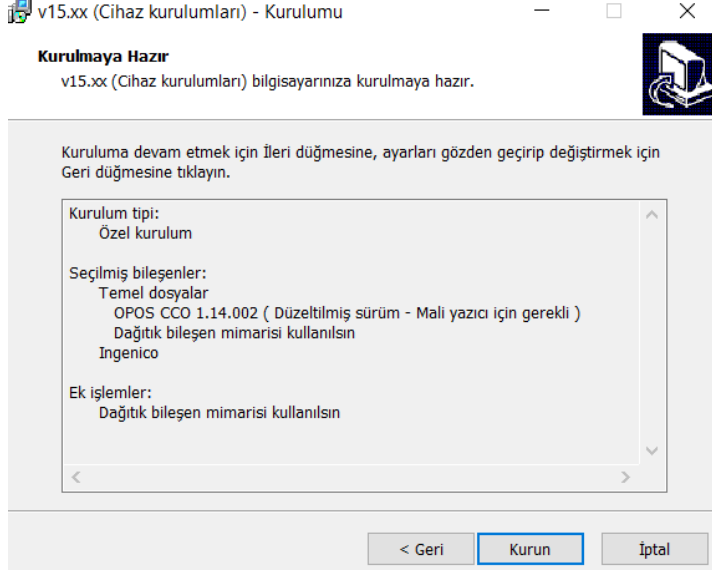 v15.xx (Cihaz kurulumları) - Kurulumu
Kurulmaya Hazır
v15.xx (Cihaz kurulumları) bilgisayarınıza kurulmaya hazır.
Kuruluma devam etmek için İleri düğmesine, ayarları gözden geçirip değiştirmek için
Geri düğmesine tıklayın.
Kurulum tipi:
Özel kurulum
Seçilmiş bileşenler:
Temel dosyalar
OPOS CCO 1.14.002 ( Düzeltilmiş sürüm - Mali yazıcı için gerekli )
Dağıtık bileşen mimarisi kullanılsın
Ingenico
Ek işlemler:
Dağıtık bileşen mimarisi kullanılsın
< Geri
Kurun
İptal